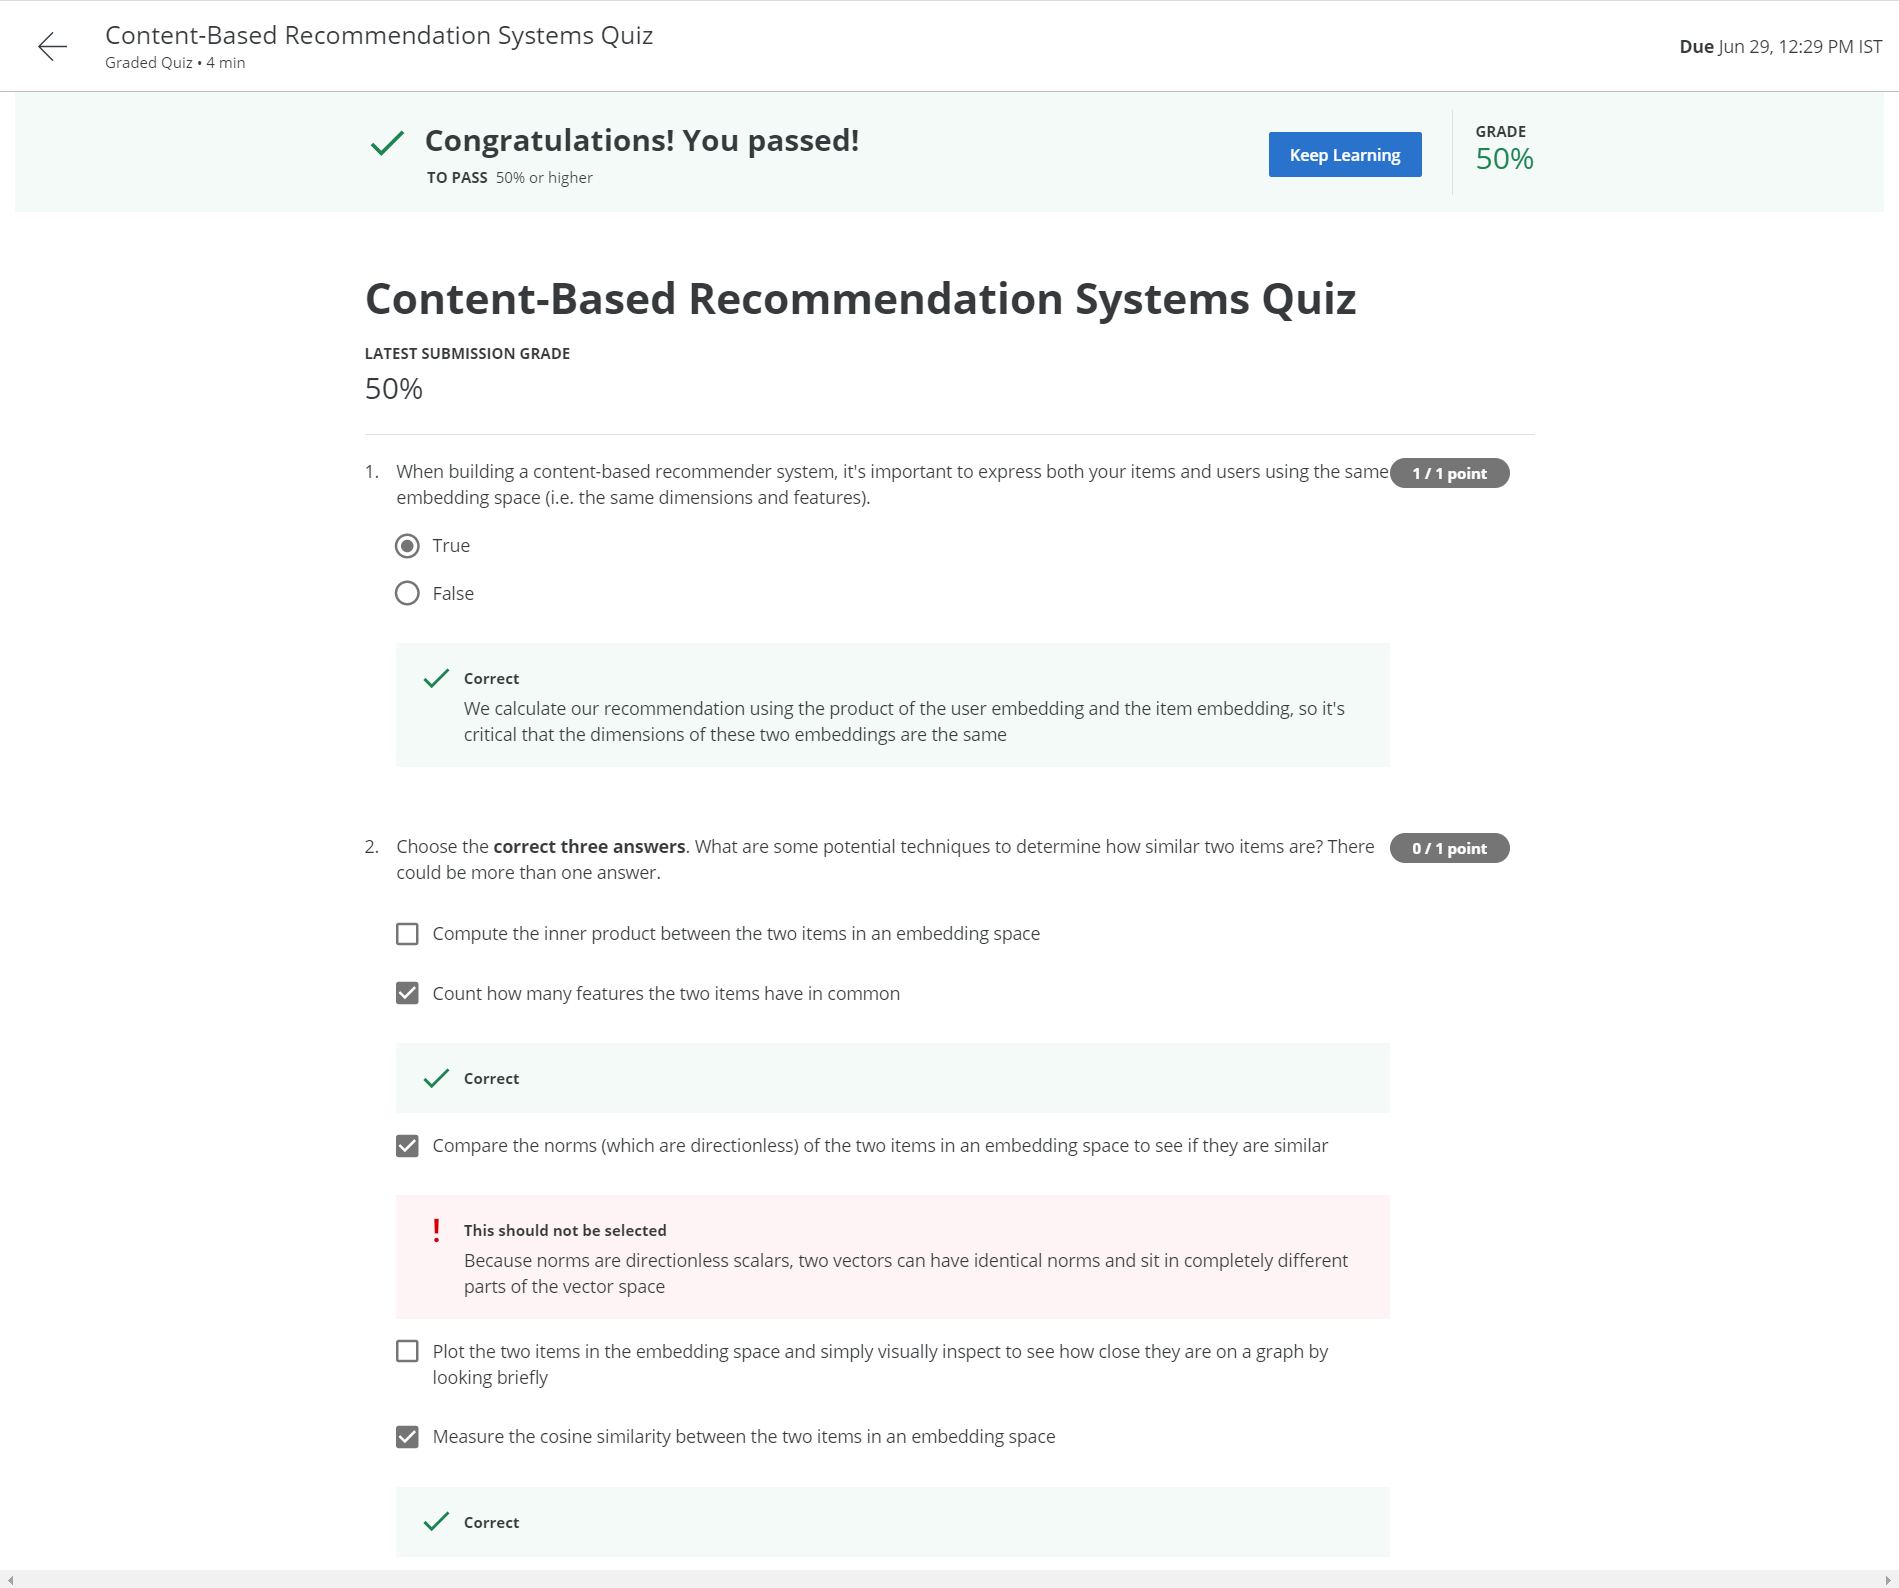 Content-Based Recommendation Systems Quiz
Graded Quiz • 4 min
Due Jun 29, 12:29 PM IST
Congratulations! You passed!
TO PASS 50% or higher
Keep Learning
GRADE
50%
Content-Based Recommendation Systems Quiz
LATEST SUBMISSION GRADE
50%
1. When building a content-based recommender system, it's important to express both your items and users using the same
embedding space (i.e. the same dimensions and features).
1 / 1 point
True
False
Correct
We calculate our recommendation using the product of the user embedding and the item embedding, so it's
critical that the dimensions of these two embeddings are the same
2. Choose the correct three answers. What are some potential techniques to determine how similar two items are? There
could be more than one answer.
0 / 1 point
Compute the inner product between the two items in an embedding space
Count how many features the two items have in common
Correct
Compare the norms (which are directionless) of the two items in an embedding space to see if they are similar
! This should not be selected
Because norms are directionless scalars, two vectors can have identical norms and sit in completely different
parts of the vector space
Plot the two items in the embedding space and simply visually inspect to see how close they are on a graph by
looking briefly
Measure the cosine similarity between the two items in an embedding space
Correct